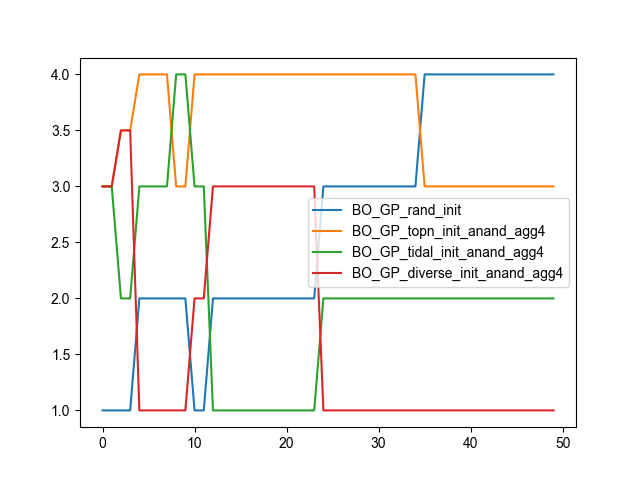 4.0
3.5
3.0
2.5
2.0
1.5
1.0
BO_GP_rand_init
BO_GP_topn_init_anand_agg4
BO_GP_tidal_init_anand_agg4
BO_GP_diverse_init_anand_agg4
0 10 20 30 40 50